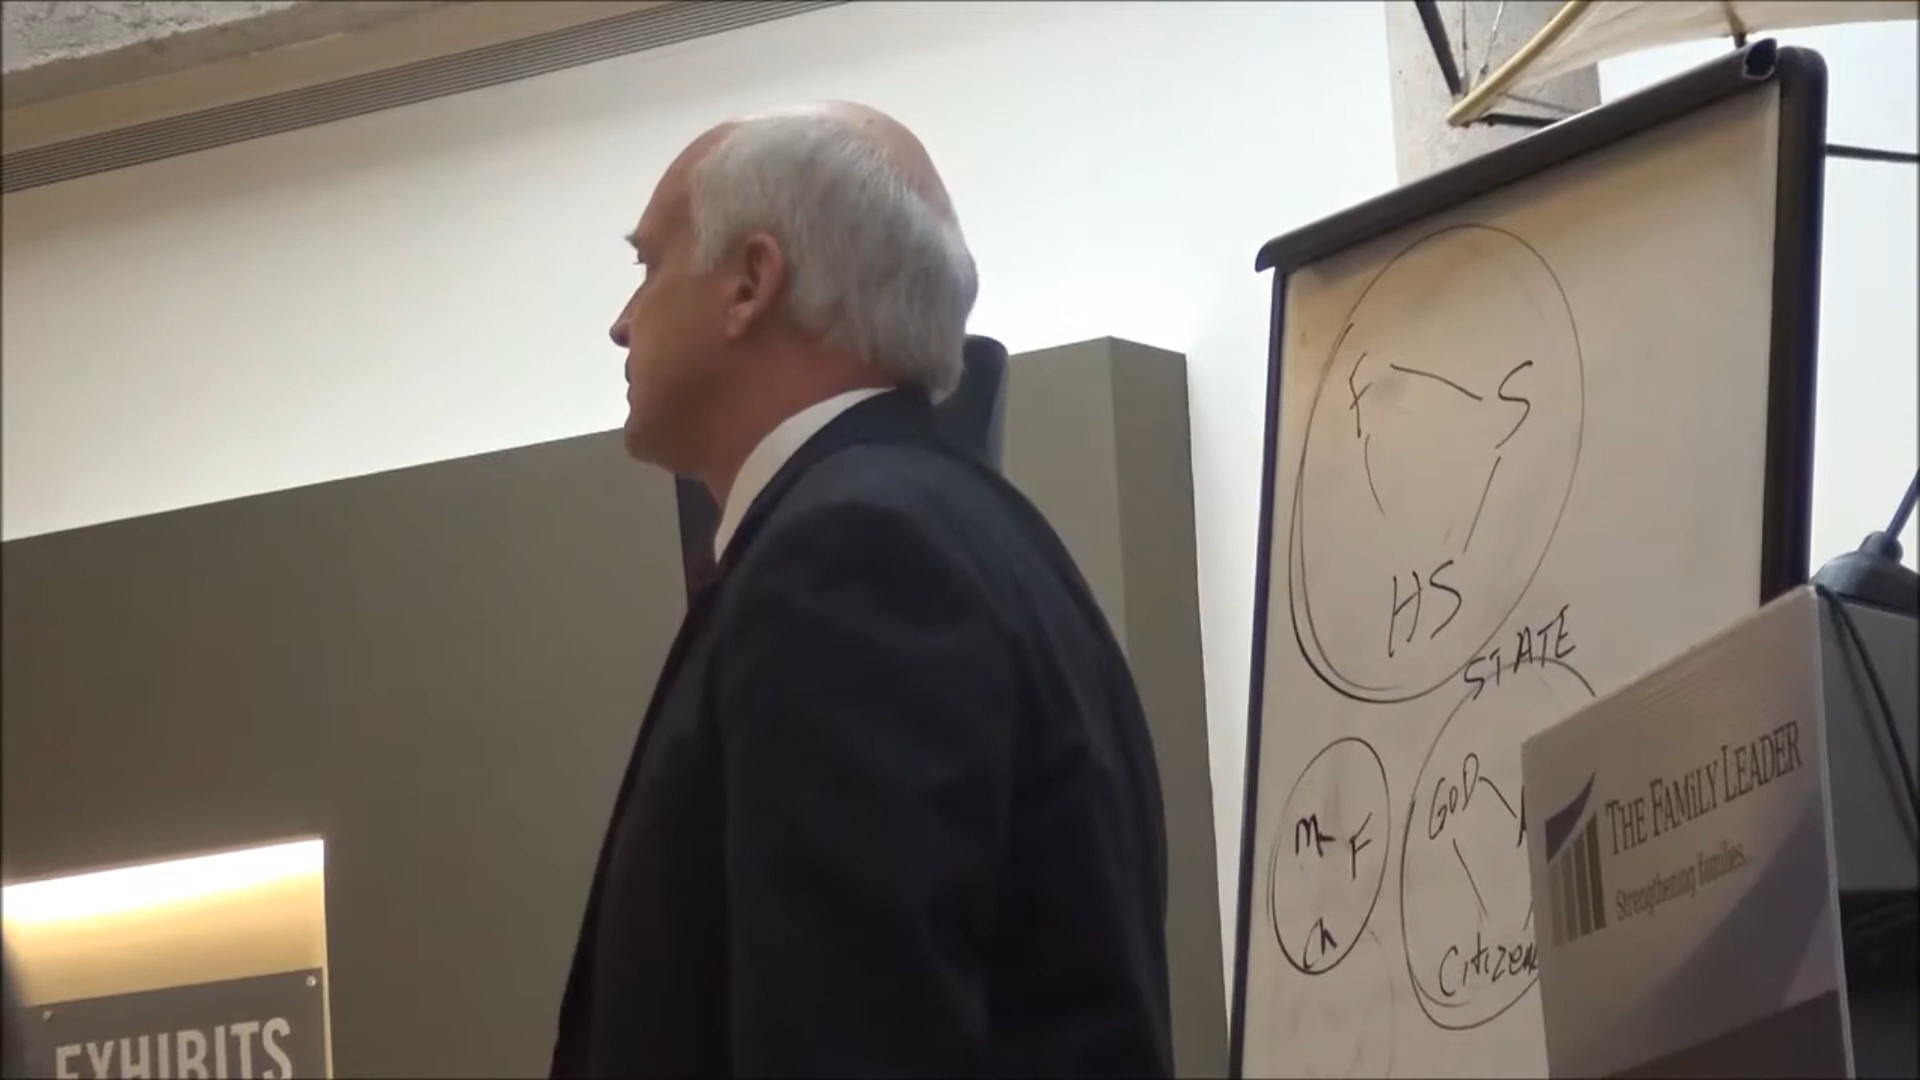 F S
HS
STATE
GOD
M F
Ch
Citizen
THE FAMiLY LEADER
Strengthening Families
EXHIBITS